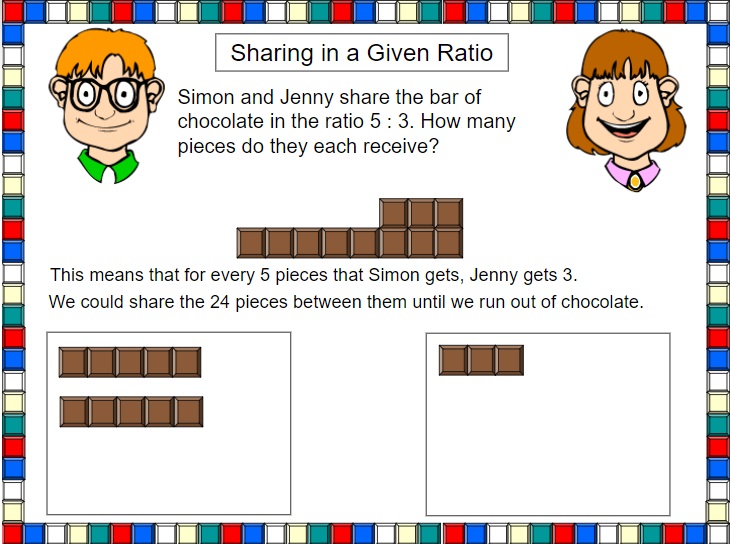 Sharing in a Given Ratio
Simon and Jenny share the bar of
chocolate in the ratio 5 : 3. How many
pieces do they each receive?
This means that for every 5 pieces that Simon gets, Jenny gets 3.
We could share the 24 pieces between them until we run out of chocolate.